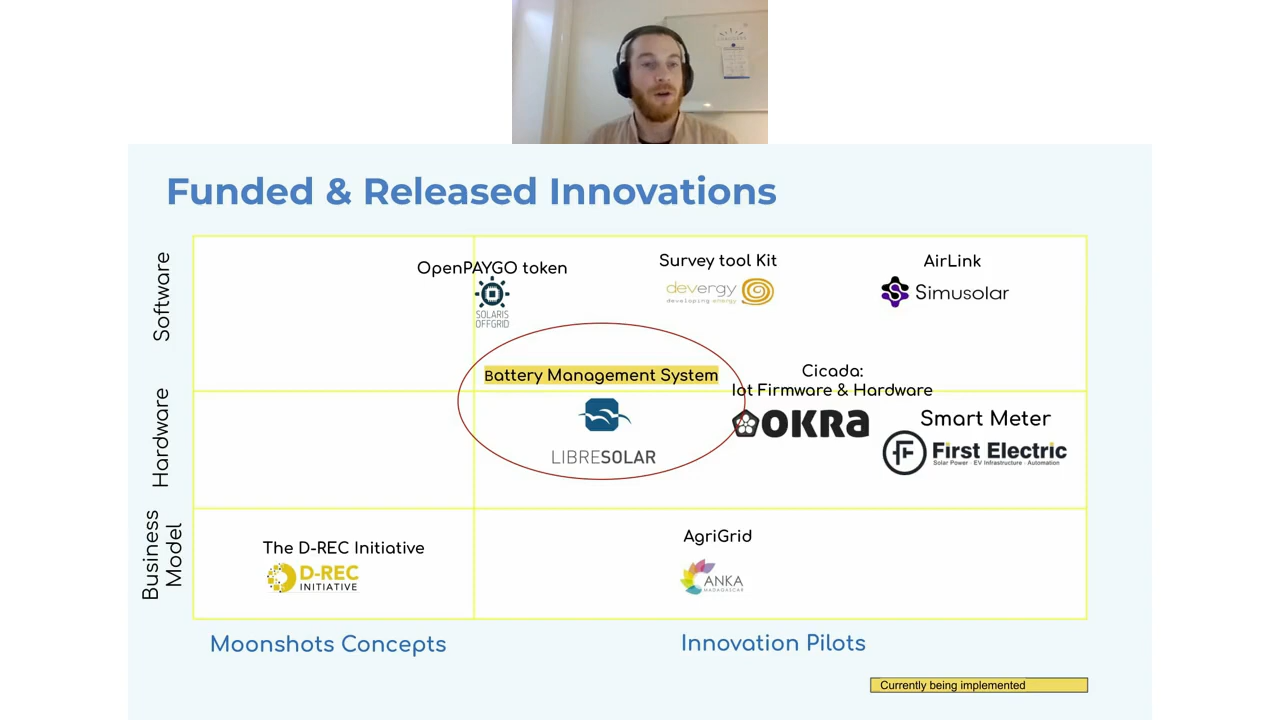 Funded & Released Innovations
Software
OpenPAYGO token
SOLARIS
OFFGRID
Survey tool Kit
devergy
developing energy
AirLink
Simusolar
Hardware
Battery Management System
LIBRESOLAR
Cicada:
Iot Firmware & Hardware
OKRa
Smart Meter
First Electric
Solar Power · EV Infrastructure · Automation
Business
Model
The D-REC Initiative
D-REC
INITIATIVE
AgriGrid
ANKA
MADAGASCAR
Moonshots Concepts
Innovation Pilots
Currently being implemented